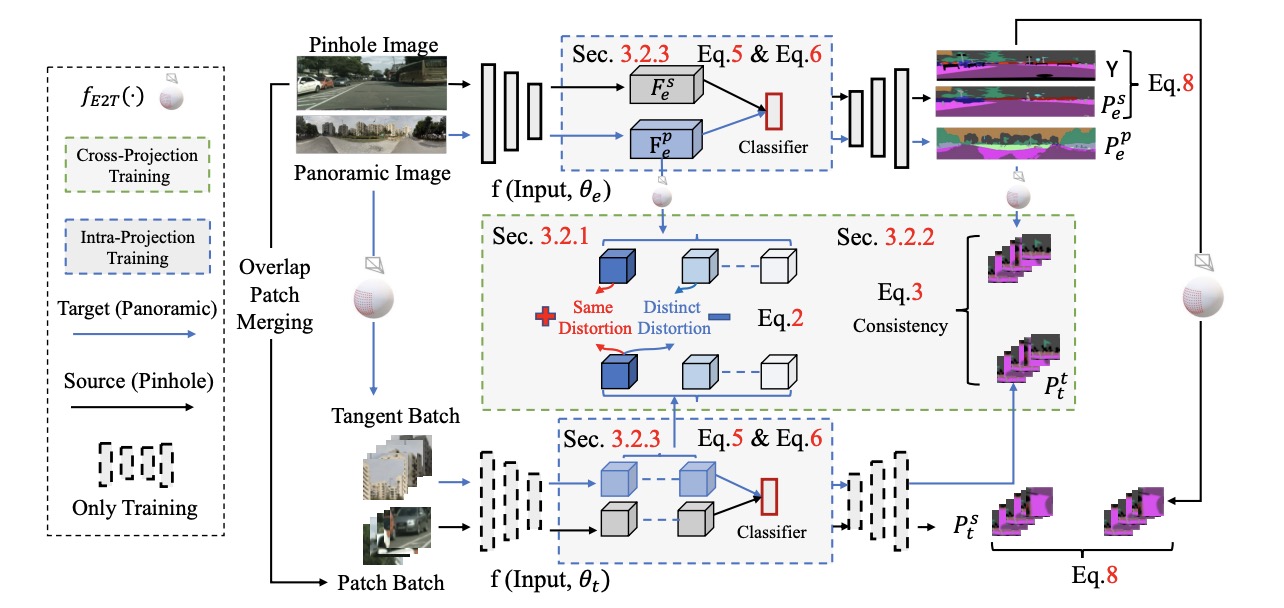 f_{E2T}(·)
Cross-Projection
Training
Intra-Projection
Training
Target (Panoramic)
Source (Pinhole)
Only Training
Pinhole Image
Panoramic Image
Overlap
Patch
Merging
Tangent Batch
Patch Batch
Sec. 3.2.3 Eq.5 & Eq.6
F_e^s
F_e^p
Classifier
f (Input, θ_e)
Y
P_e^s
P_e^p
Eq.8
Sec. 3.2.1
Same
Distortion
Distinct
Distortion
Eq.2
Sec. 3.2.2
Eq.3
Consistency
P_t^t
Sec. 3.2.3 Eq.5 & Eq.6
Classifier
f (Input, θ_t)
P_t^s
Eq.8